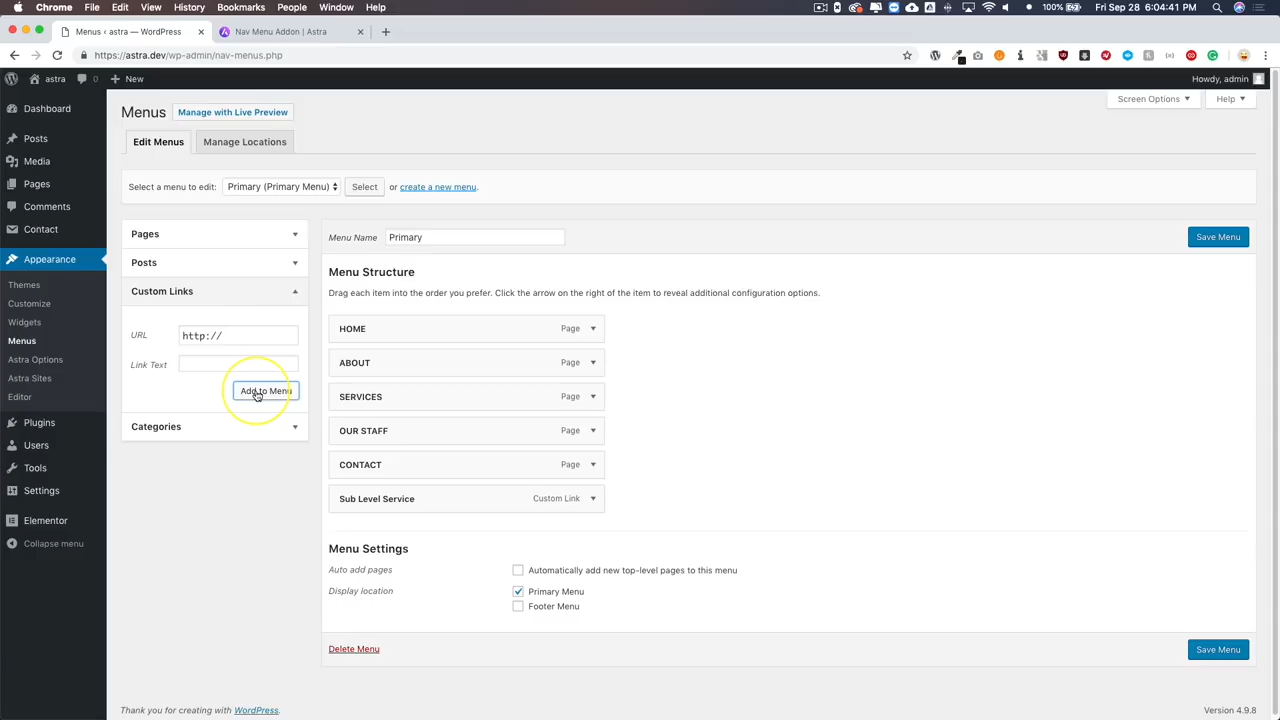 Chrome File Edit View History Bookmarks People Window Help 100% Fri Sep 28 6:04:41 PM
Menus ‹ astra — WordPress × Nav Menu Addon | Astra × +
https://astra.dev/wp-admin/nav-menus.php
astra 0 + New Howdy, admin
Screen Options ▼ Help ▼
Menus Manage with Live Preview
Edit Menus Manage Locations
Select a menu to edit: Primary (Primary Menu) Select or create a new menu.
Dashboard
Posts
Media
Pages
Comments
Contact
Appearance
Themes
Customize
Widgets
Menus
Astra Options
Astra Sites
Editor
Plugins
Users
Tools
Settings
Elementor
Collapse menu
Pages
Posts
Custom Links
URL http://
Link Text
Add to Menu
Categories
Menu Name Primary Save Menu
Menu Structure
Drag each item into the order you prefer. Click the arrow on the right of the item to reveal additional configuration options.
HOME Page
ABOUT Page
SERVICES Page
OUR STAFF Page
CONTACT Page
Sub Level Service Custom Link
Menu Settings
Auto add pages Automatically add new top-level pages to this menu
Display location Primary Menu
Footer Menu
Delete Menu Save Menu
Thank you for creating with WordPress. Version 4.9.8